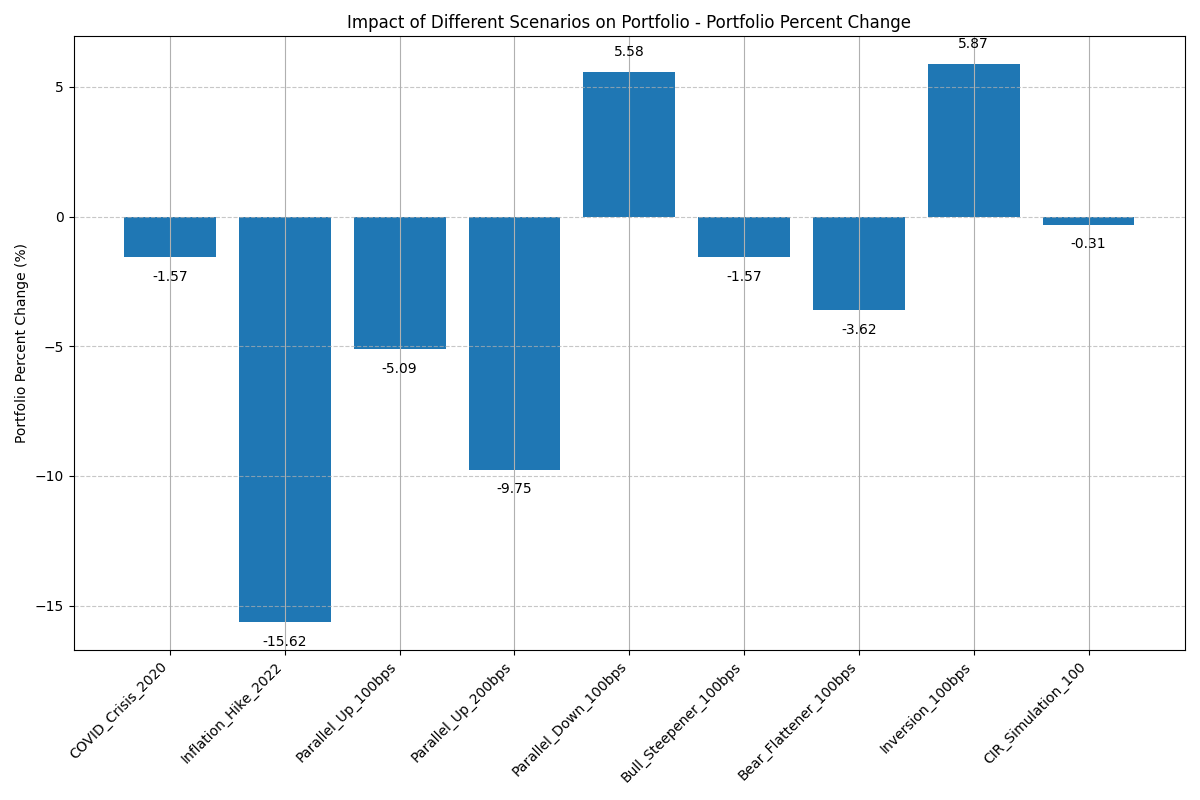 Impact of Different Scenarios on Portfolio - Portfolio Percent Change
Portfolio Percent Change (%)
5
0
−5
−10
−15
-1.57
-15.62
-5.09
-9.75
5.58
-1.57
-3.62
5.87
-0.31
COVID_Crisis_2020
Inflation_Hike_2022
Parallel_Up_100bps
Parallel_Up_200bps
Parallel_Down_100bps
Bull_Steepener_100bps
Bear_Flattener_100bps
Inversion_100bps
CIR_Simulation_100